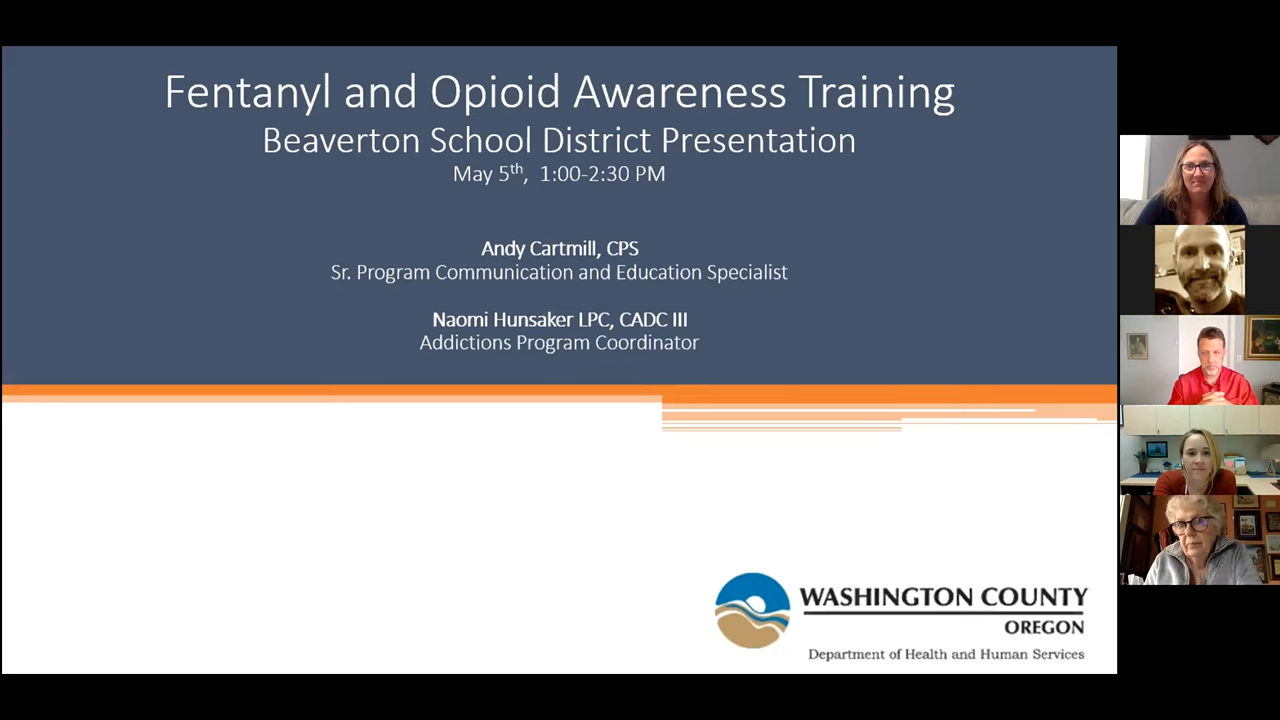 Fentanyl and Opioid Awareness Training
Beaverton School District Presentation
May 5th, 1:00-2:30 PM
Andy Cartmill, CPS
Sr. Program Communication and Education Specialist
Naomi Hunsaker LPC, CADC III
Addictions Program Coordinator
WASHINGTON COUNTY
OREGON
Department of Health and Human Services